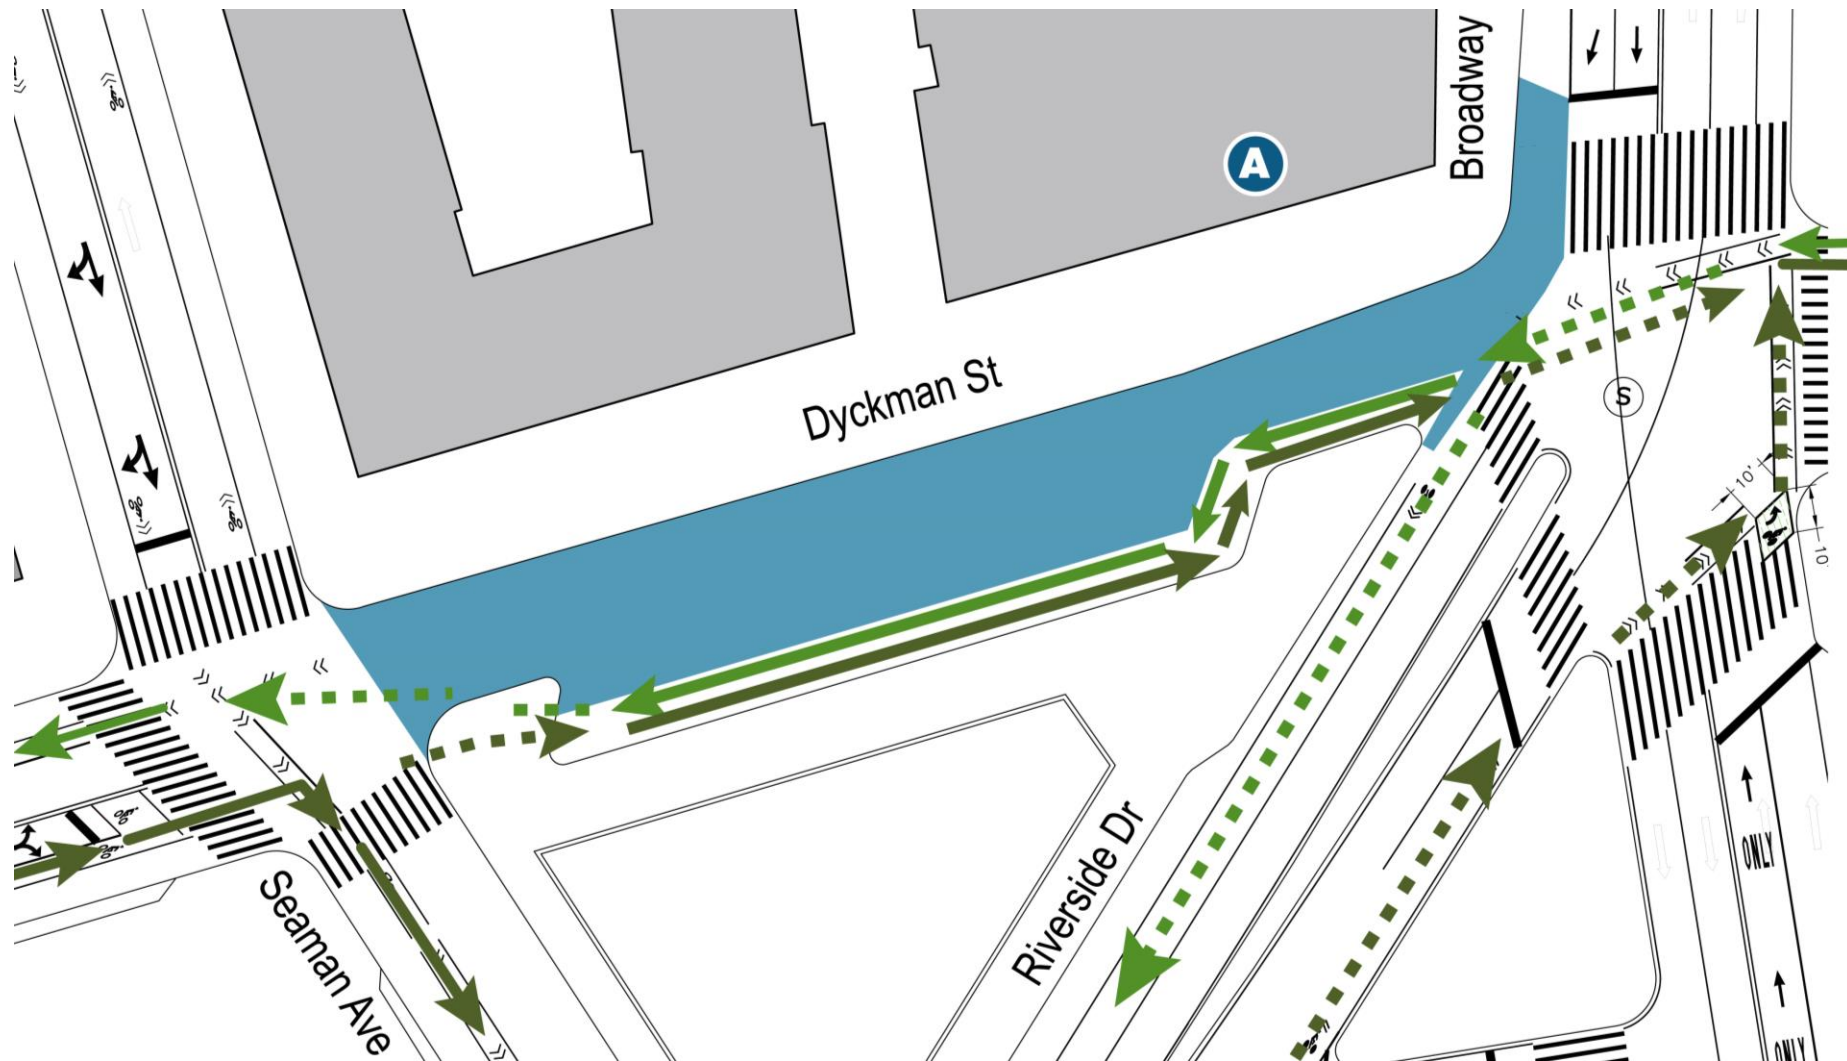 Broadway
A
Dyckman St
S
10'
10'
Riverside Dr
Seaman Ave
ONLY
ONLY